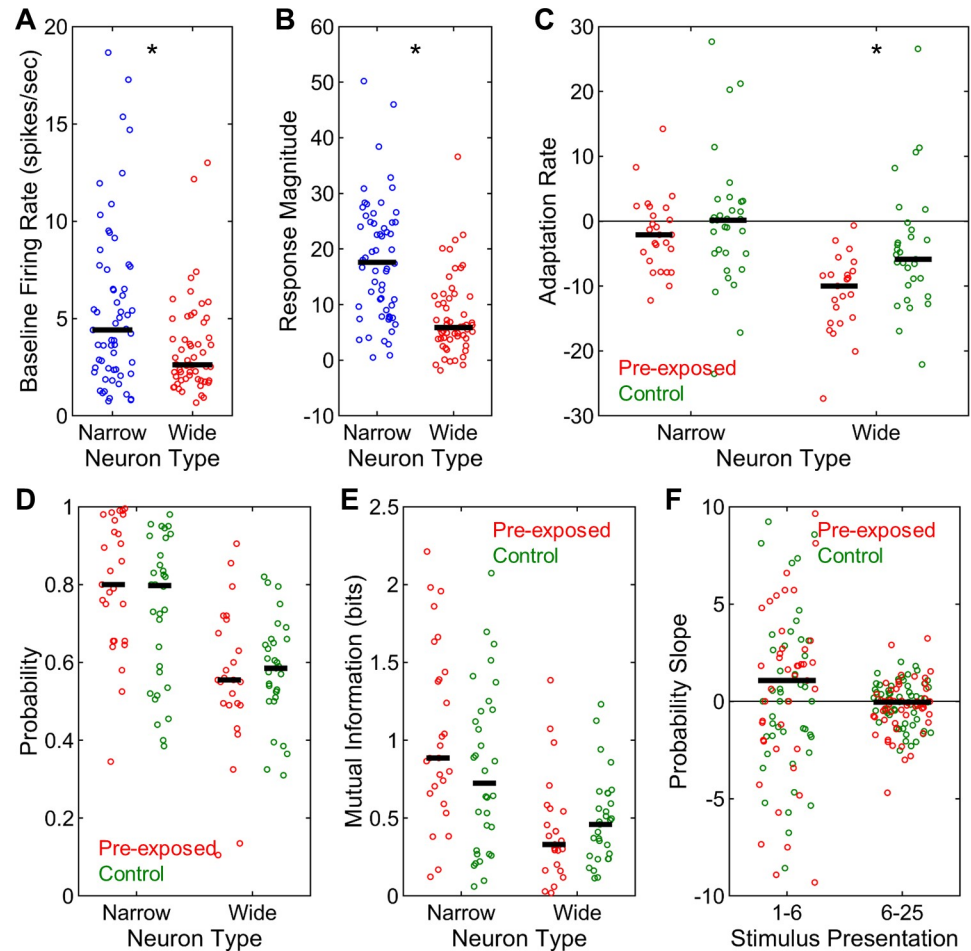 A
Baseline Firing Rate (spikes/sec)
20
15
10
5
0
*
Narrow Wide
Neuron Type
B
Response Magnitude
60
50
40
30
20
10
0
-10
*
Narrow Wide
Neuron Type
C
Adaptation Rate
30
20
10
0
-10
-20
-30
*
Pre-exposed
Control
Narrow Wide
Neuron Type
D
Probability
1
0.8
0.6
0.4
0.2
0
Pre-exposed
Control
Narrow Wide
Neuron Type
E
Mutual Information (bits)
2.5
2
1.5
1
0.5
0
Pre-exposed
Control
Narrow Wide
Neuron Type
F
Probability Slope
10
5
0
-5
-10
Pre-exposed
Control
1-6 6-25
Stimulus Presentation